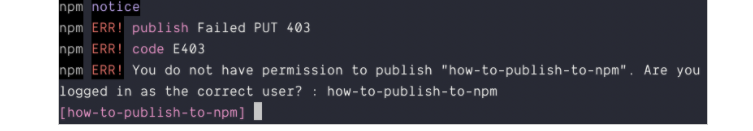 npm notice
npm ERR! publish Failed PUT 403
npm ERR! code E403
npm ERR! You do not have permission to publish "how-to-publish-to-npm". Are you
logged in as the correct user? : how-to-publish-to-npm
[how-to-publish-to-npm]